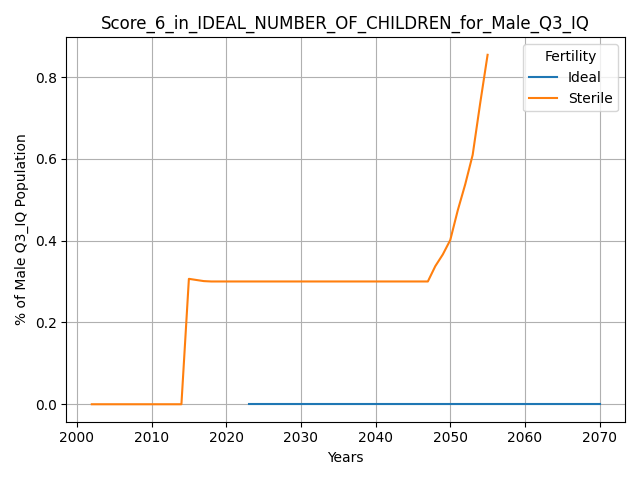 Score_6_in_IDEAL_NUMBER_OF_CHILDREN_for_Male_Q3_IQ
Fertility
Ideal
Sterile
% of Male Q3_IQ Population
0.8
0.6
0.4
0.2
0.0
2000 2010 2020 2030 2040 2050 2060 2070
Years